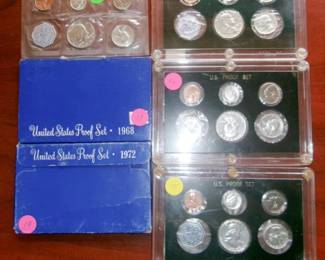 U.S. PROOF SET
United States Proof Set · 1968
United States Proof Set · 1972
U.S. PROOF SET